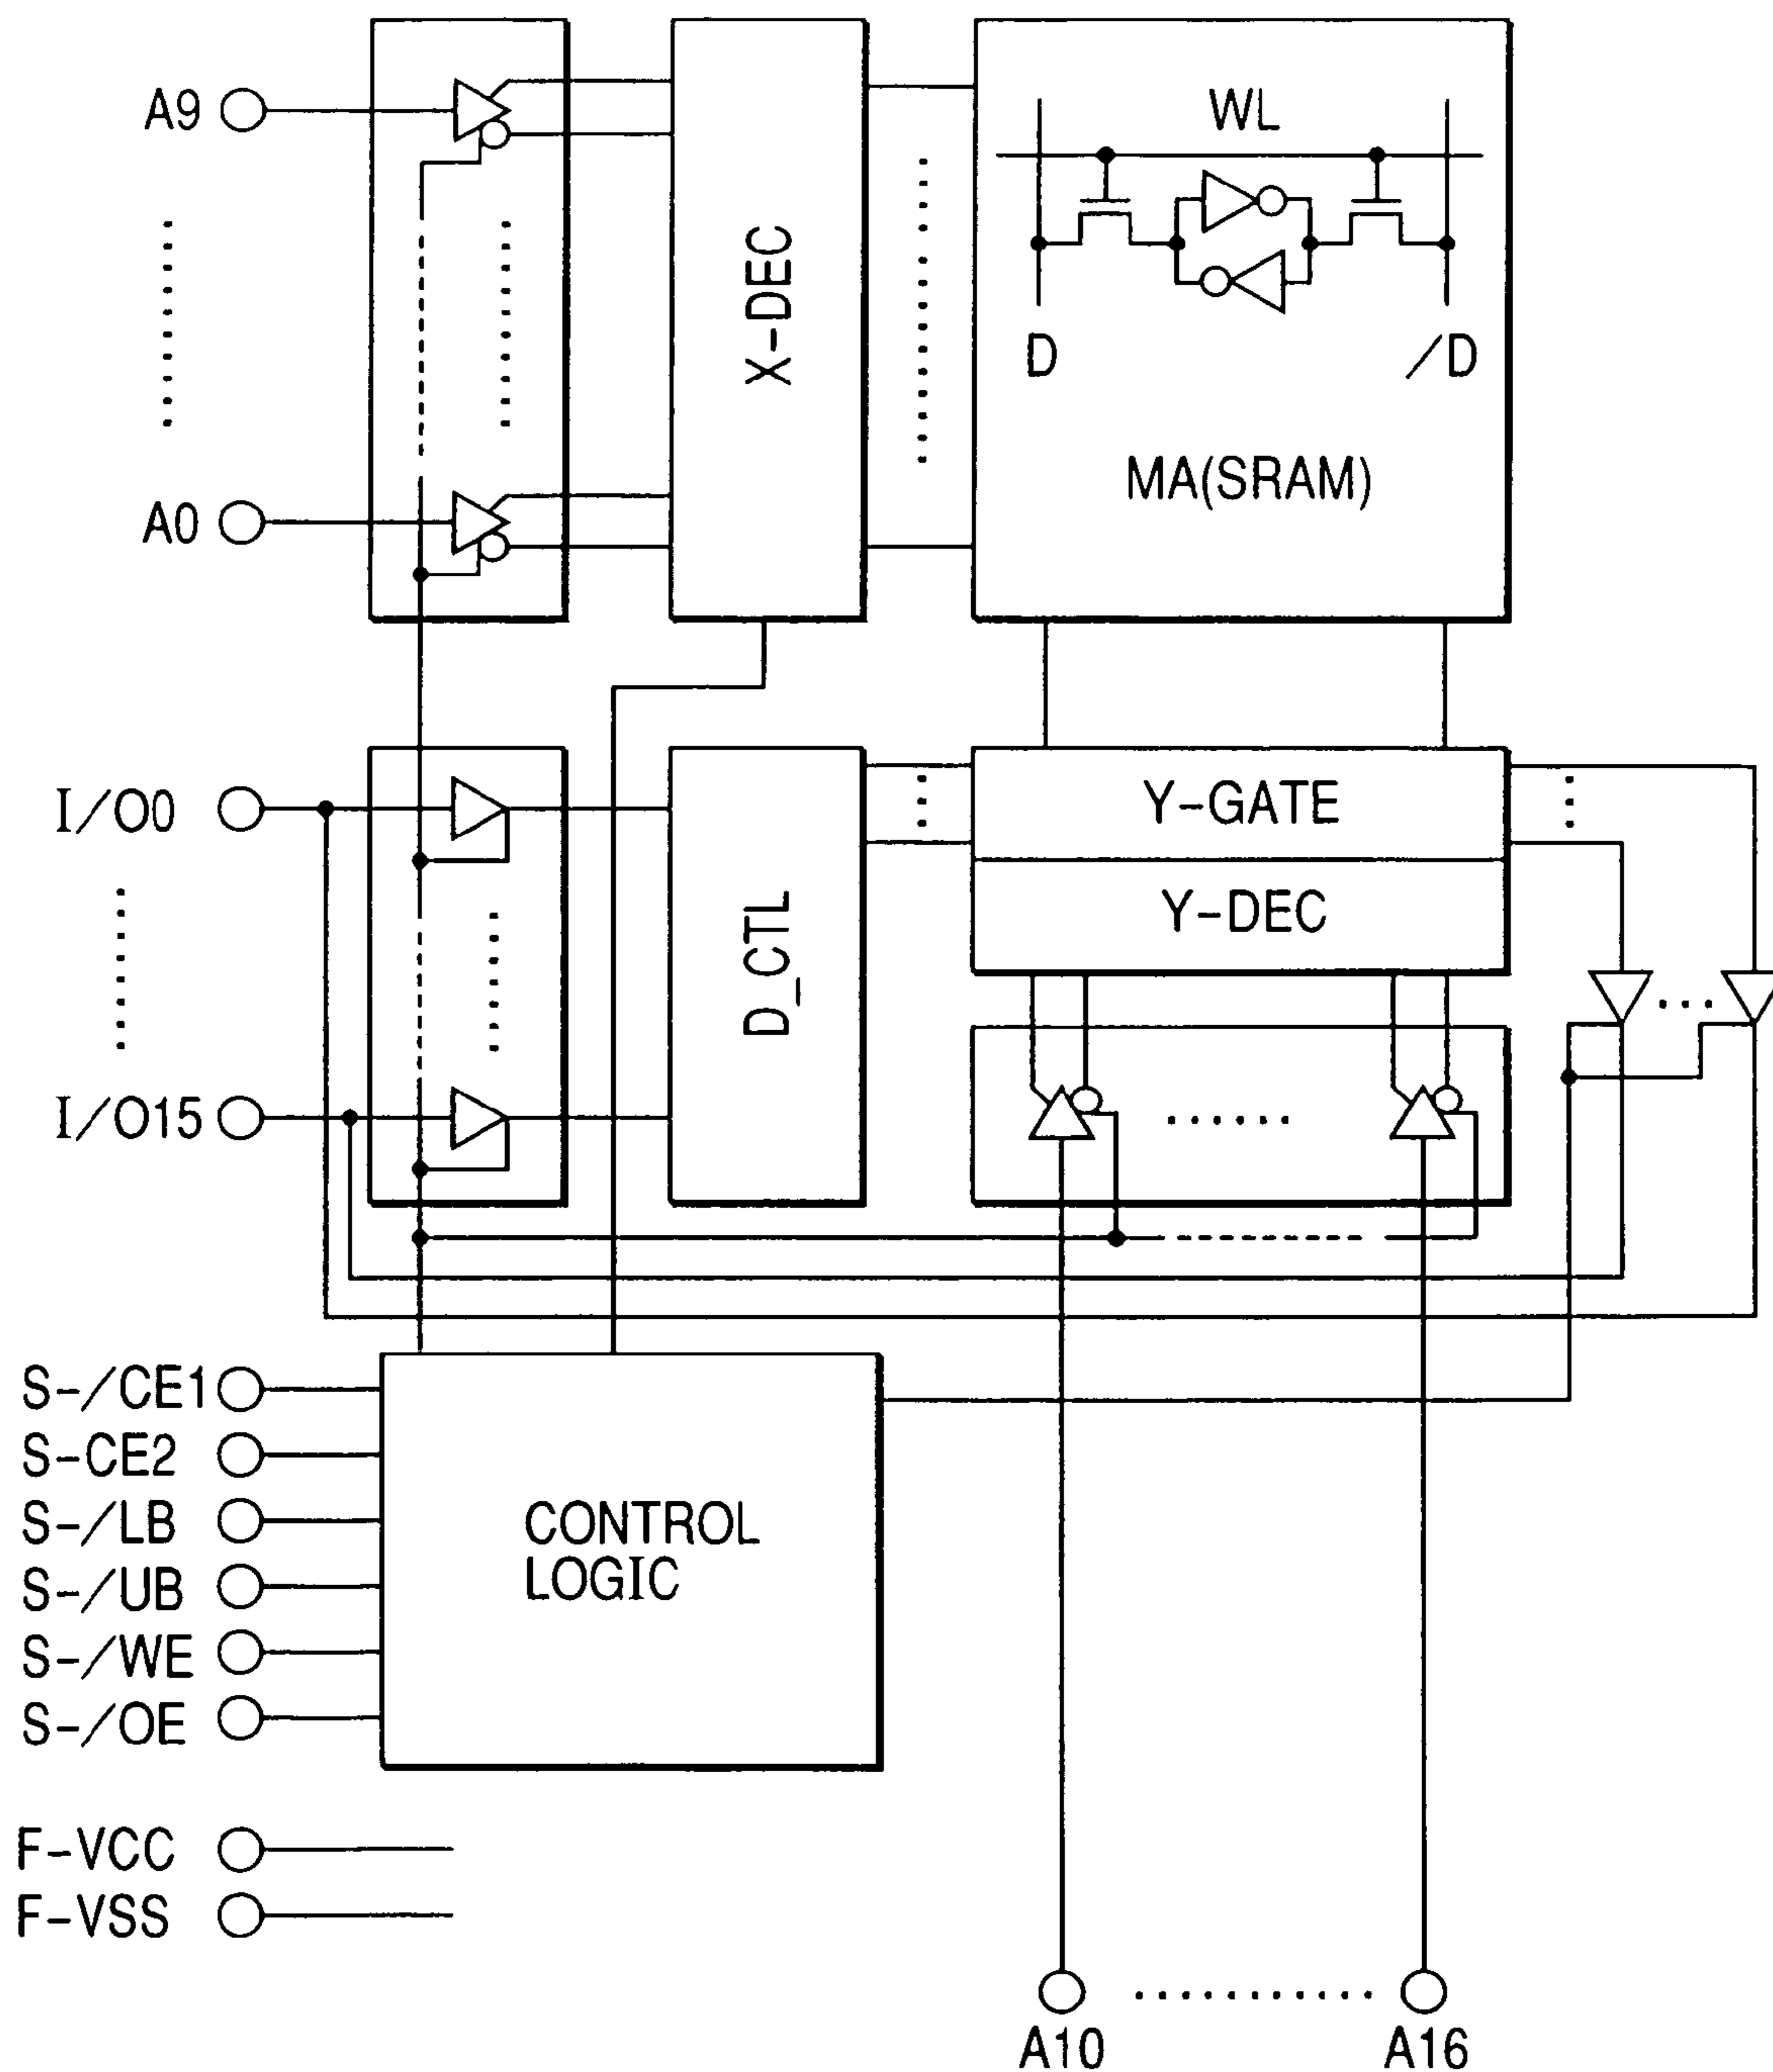 A9
WL
X-DEC
D
/D
MA(SRAM)
A0
I/O0
Y-GATE
Y-DEC
D_CTL
I/O15
S-/CE1
S-CE2
S-/LB
S-/UB
S-/WE
S-/OE
CONTROL
LOGIC
F-VCC
F-VSS
A10
A16